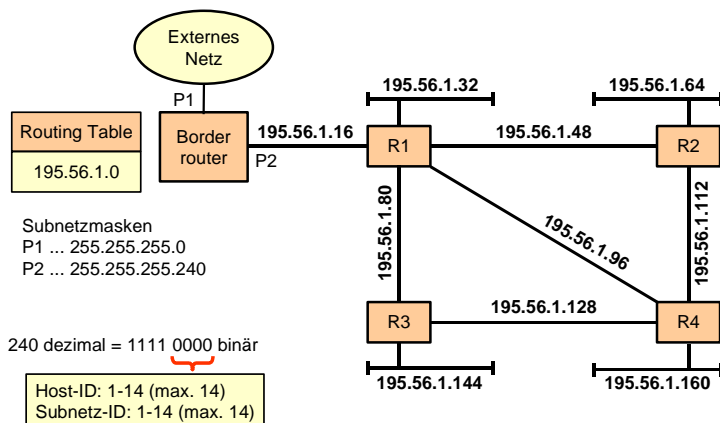 Externes
Netz
P1
195.56.1.32
195.56.1.64
Routing Table
195.56.1.0
Border
router
P2
195.56.1.16
R1
195.56.1.48
R2
195.56.1.80
195.56.1.96
195.56.1.112
Subnetzmasken
P1 ... 255.255.255.0
P2 ... 255.255.255.240
R3
195.56.1.128
R4
195.56.1.144
195.56.1.160
240 dezimal = 1111 0000 binär
Host-ID: 1-14 (max. 14)
Subnetz-ID: 1-14 (max. 14)